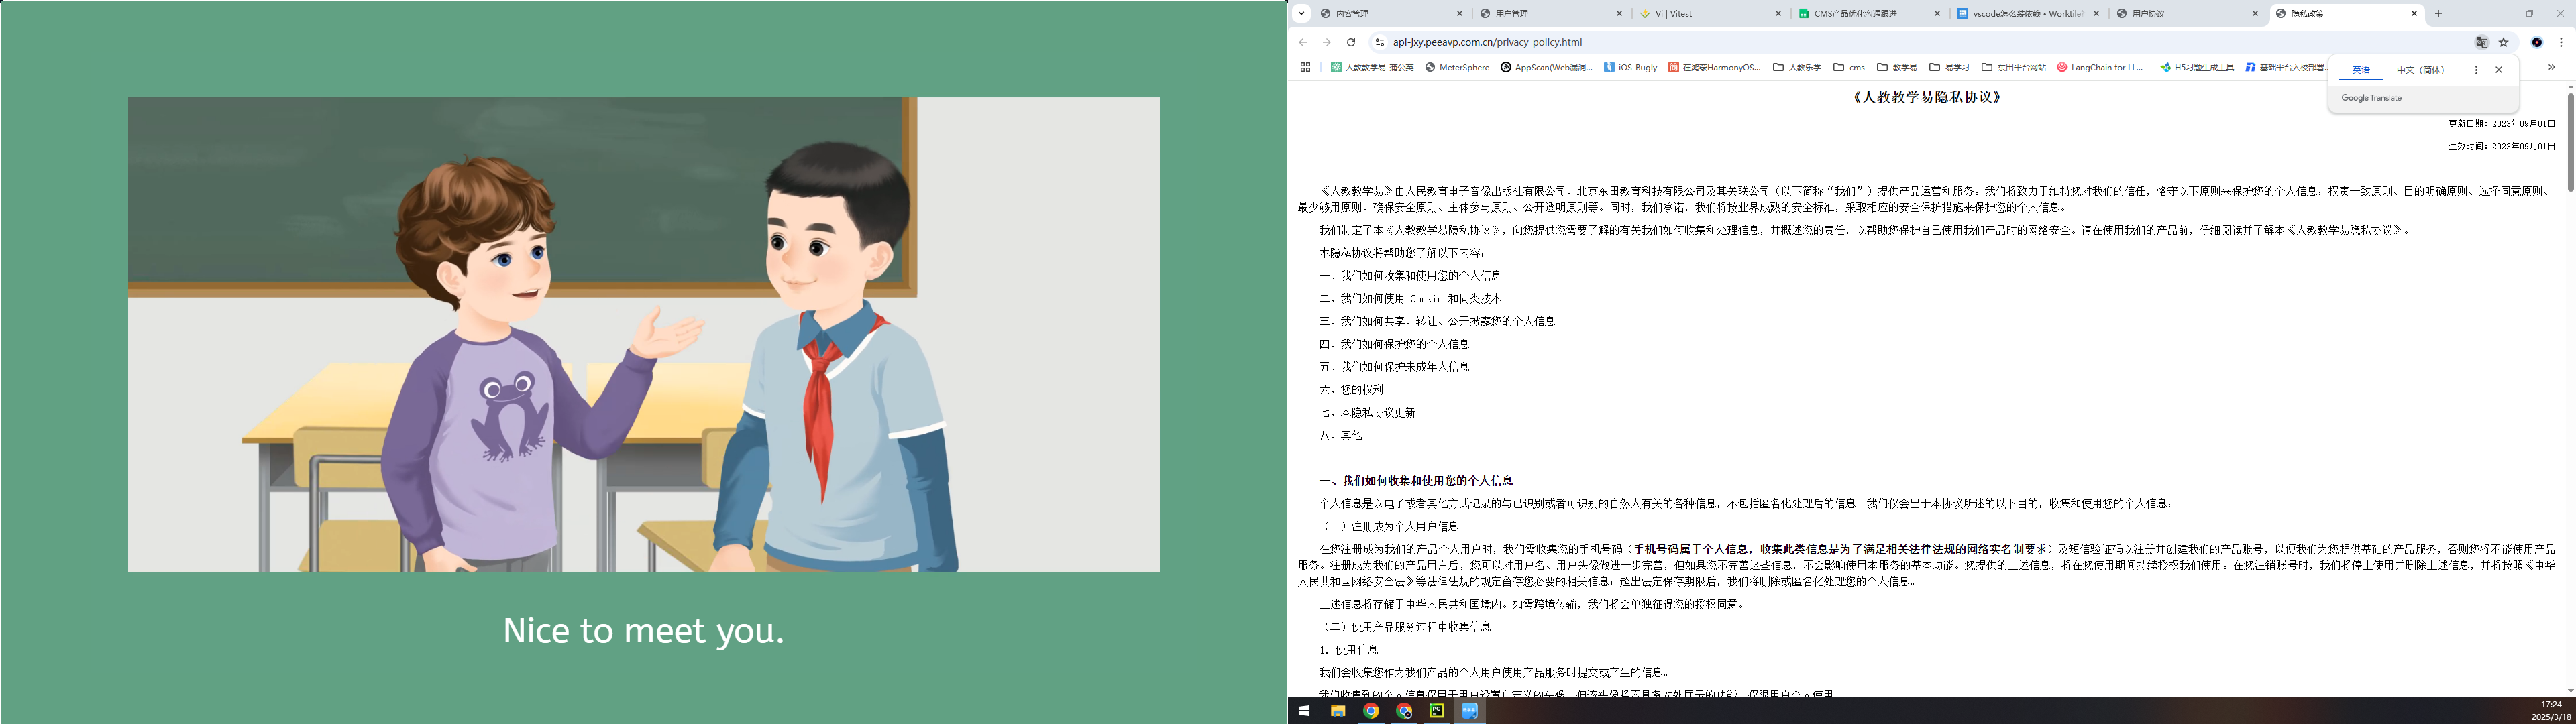 Nice to meet you.
内容管理
用户管理
Vi | Vitest
CMS产品优化沟通跟进
vscode怎么装依赖 • Worktile
用户协议
隐私政策
api-jxy.peeavp.com.cn/privacy_policy.html
人教教学易-蒲公英
MeterSphere
AppScan(Web漏洞...
iOS-Bugly
在鸿蒙HarmonyOS...
人教乐学
cms
教学易
易学习
东田平台网站
LangChain for LL...
H5习题生成工具
基础平台入校部署...
英语
中文（简体）
Google Translate
《人教教学易隐私协议》
更新日期：2023年09月01日
生效时间：2023年09月01日
《人教教学易》由人民教育电子音像出版社有限公司、北京东田教育科技有限公司及其关联公司（以下简称“我们”）提供产品运营和服务。我们将致力于维持您对我们的信任，恪守以下原则来保护您的个人信息：权责一致原则、目的明确原则、选择同意原则、
最少够用原则、确保安全原则、主体参与原则、公开透明原则等。同时，我们承诺，我们将按业界成熟的安全标准，采取相应的安全保护措施来保护您的个人信息。
我们制定了本《人教教学易隐私协议》，向您提供您需要了解的有关我们如何收集和处理信息，并概述您的责任，以帮助您保护自己使用我们产品时的网络安全。请在使用我们的产品前，仔细阅读并了解本《人教教学易隐私协议》。
本隐私协议将帮助您了解以下内容：
一、我们如何收集和使用您的个人信息
二、我们如何使用 Cookie 和同类技术
三、我们如何共享、转让、公开披露您的个人信息
四、我们如何保护您的个人信息
五、我们如何保护未成年人信息
六、您的权利
七、本隐私协议更新
八、其他
一、我们如何收集和使用您的个人信息
个人信息是以电子或者其他方式记录的与已识别或者可识别的自然人有关的各种信息，不包括匿名化处理后的信息。我们仅会出于本协议所述的以下目的，收集和使用您的个人信息：
（一）注册成为个人用户信息
在您注册成为我们的产品个人用户时，我们需收集您的手机号码（手机号码属于个人信息，收集此类信息是为了满足相关法律法规的网络实名制要求）及短信验证码以注册并创建我们的产品账号，以便我们为您提供基础的产品服务，否则您将不能使用产品
服务。注册成为我们的产品用户后，您可以对用户名、用户头像做进一步完善，但如果您不完善这些信息，不会影响使用本服务的基本功能。您提供的上述信息，将在您使用期间持续授权我们使用。在您注销账号时，我们将停止使用并删除上述信息，并将按照《中华
人民共和国网络安全法》等法律法规的规定留存您必要的相关信息；超出法定保存期限后，我们将删除或匿名化处理您的个人信息。
上述信息将存储于中华人民共和国境内。如需跨境传输，我们将会单独征得您的授权同意。
（二）使用产品服务过程中收集信息
1. 使用信息
我们会收集您作为我们产品的个人用户使用产品服务时提交或产生的信息。
我们收集到的个人信息仅用于用户设置自定义的头像，但该头像将不具备对外展示的功能，仅限用户个人使用。
17:24
2025/3/18